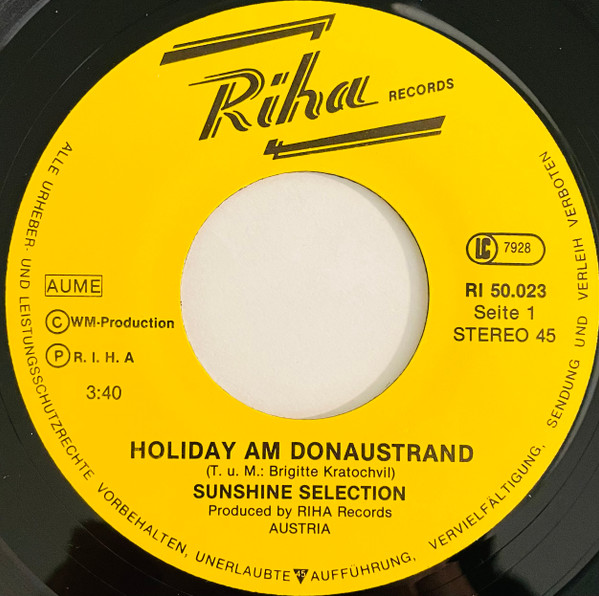 Riha RECORDS
LC 7928
RI 50.023
Seite 1
STEREO 45
AUME
C WM-Production
P R. I. H. A
3:40
HOLIDAY AM DONAUSTRAND
(T. u. M.: Brigitte Kratochvil)
SUNSHINE SELECTION
Produced by RIHA Records
AUSTRIA
ALLE URHEBER- UND LEISTUNGSSCHUTZRECHTE VORBEHALTEN, UNERLAUBTE 45 AUFFÜHRUNG, VERVIELFÄLTIGUNG, SENDUNG UND VERLEIH VERBOTEN